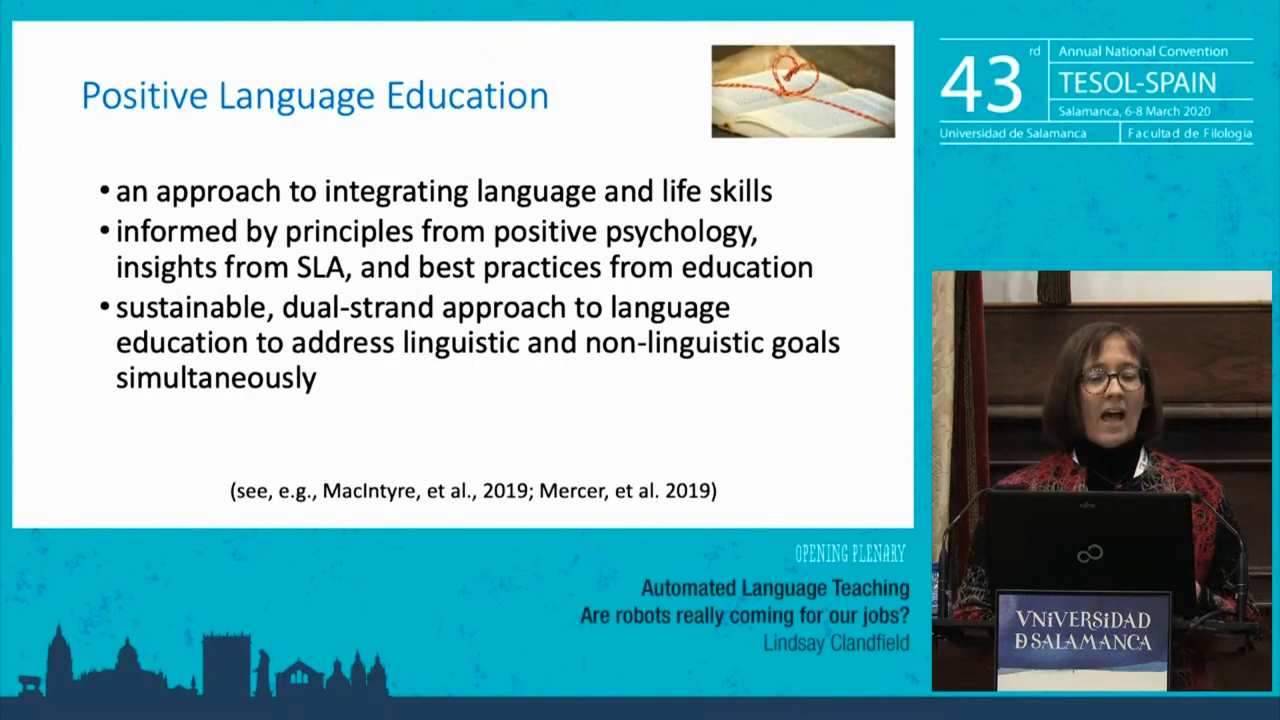 Positive Language Education
• an approach to integrating language and life skills
• informed by principles from positive psychology,
insights from SLA, and best practices from education
• sustainable, dual-strand approach to language
education to address linguistic and non-linguistic goals
simultaneously
(see, e.g., MacIntyre, et al., 2019; Mercer, et al. 2019)
43rd
Annual National Convention
TESOL-SPAIN
Salamanca, 6-8 March 2020
Universidad de Salamanca
Facultad de Filología
OPENING PLENARY
Automated Language Teaching
Are robots really coming for our jobs?
Lindsay Clandfield
VNiVERSiDAD
D SALAMANCA